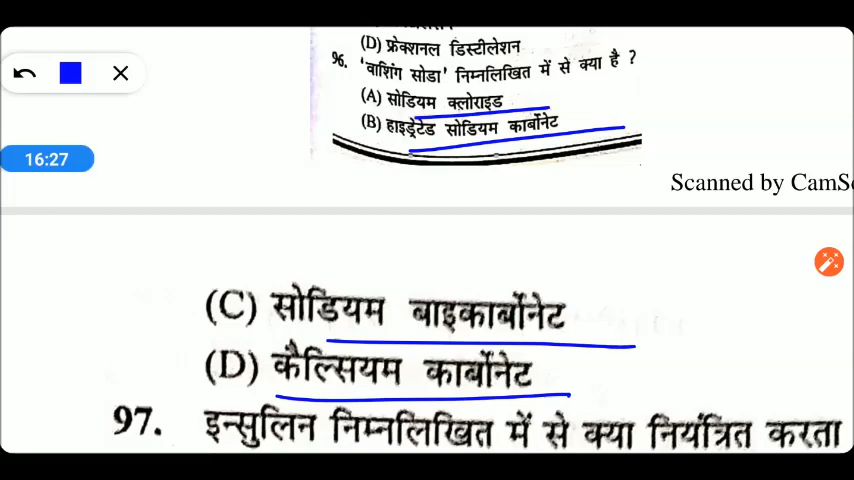 (D) फ्रेक्शनल डिस्टीलेशन
96. 'वाशिंग सोडा' निम्नलिखित में से क्या है ?
(A) सोडियम क्लोराइड
(B) हाइड्रेटेड सोडियम कार्बोनेट
16:27
Scanned by CamSc
(C) सोडियम बाइकार्बोनेट
(D) कैल्सियम कार्बोनेट
97. इन्सुलिन निम्नलिखित में से क्या नियंत्रित करता